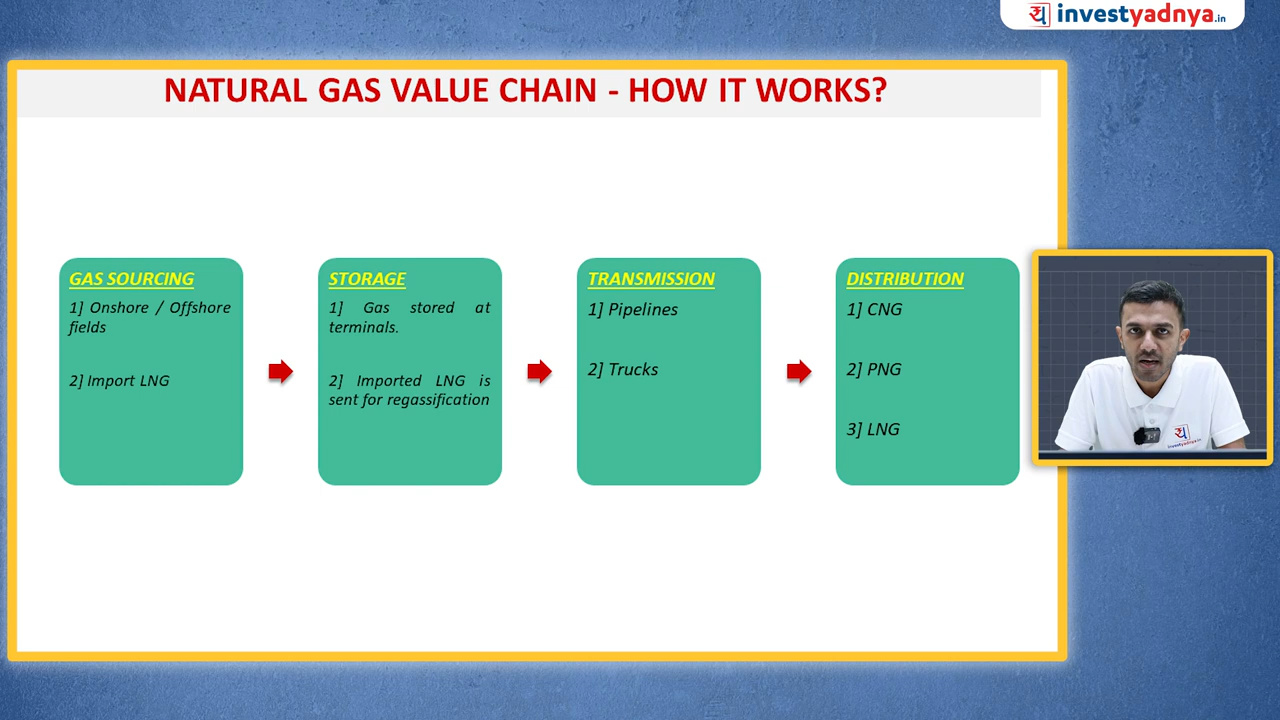 investyadnya.in
NATURAL GAS VALUE CHAIN - HOW IT WORKS?
GAS SOURCING
1] Onshore / Offshore
fields
2] Import LNG
STORAGE
1] Gas stored at
terminals.
2] Imported LNG is
sent for regassification
TRANSMISSION
1] Pipelines
2] Trucks
DISTRIBUTION
1] CNG
2] PNG
3] LNG
investyadnya.in